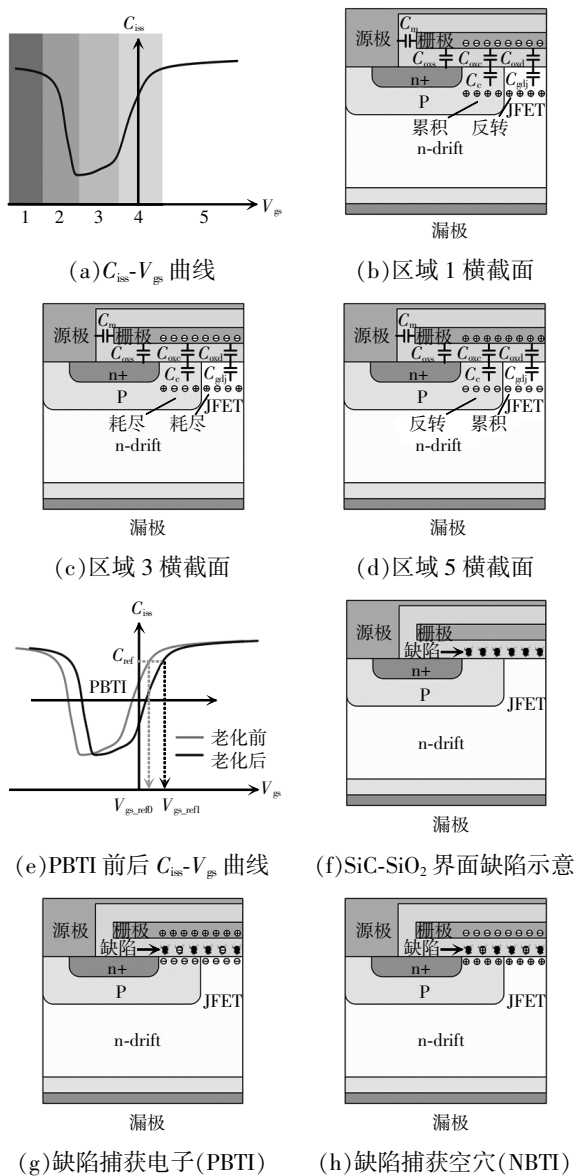 C_iss
V_gs
1 2 3 4 5
(a)C_iss-V_gs 曲线
源极 C_m 栅极
C_oxs C_oxc C_oxd
n+ C_c C_gdj
P JFET
累积 反转
n-drift
漏极
(b)区域 1 横截面
源极 C_m 栅极
C_oxs C_oxc C_oxd
n+ C_c C_gdj
P JFET
耗尽 耗尽
n-drift
漏极
(c)区域 3 横截面
源极 C_m 栅极
C_oxs C_oxc C_oxd
n+ C_c C_gdj
P JFET
反转 累积
n-drift
漏极
(d)区域 5 横截面
C_iss
C_ref
PBTI
老化前
老化后
V_gs
V_gs_ref0 V_gs_ref1
(e)PBTI 前后 C_iss-V_gs 曲线
源极 栅极
缺陷
n+
P JFET
n-drift
漏极
(f)SiC-SiO₂ 界面缺陷示意
源极 栅极
缺陷
n+
P JFET
n-drift
漏极
(g)缺陷捕获电子(PBTI)
源极 栅极
缺陷
n+
P JFET
n-drift
漏极
(h)缺陷捕获空穴(NBTI)